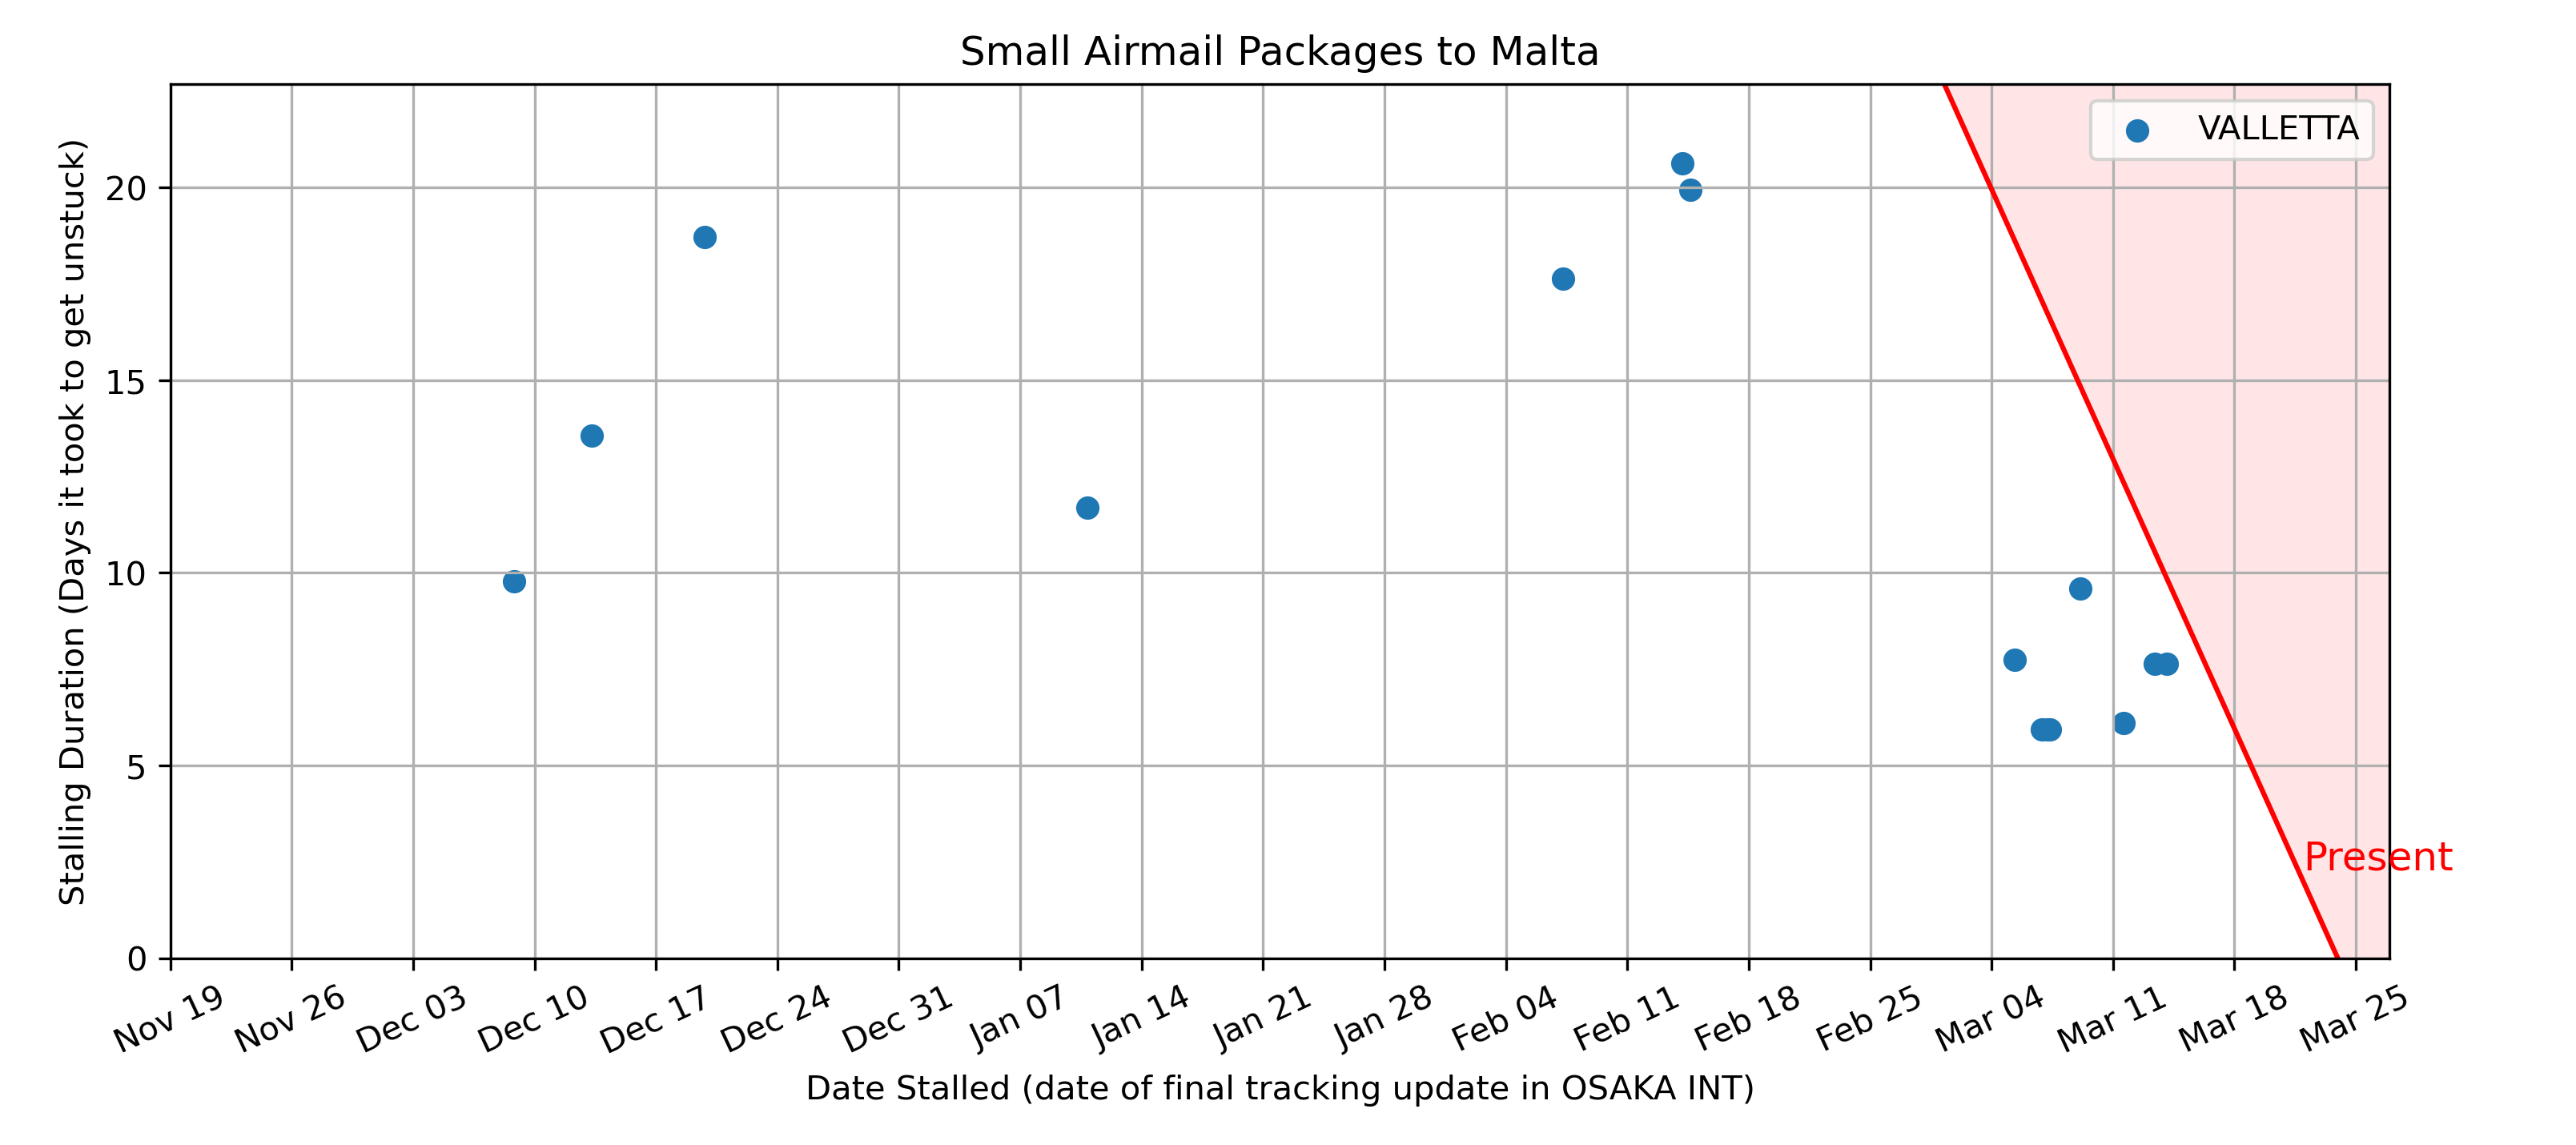 Small Airmail Packages to Malta
VALLETTA
Stalling Duration (Days it took to get unstuck)
20
15
10
5
0
Present
Nov 19
Nov 26
Dec 03
Dec 10
Dec 17
Dec 24
Dec 31
Jan 07
Jan 14
Jan 21
Jan 28
Feb 04
Feb 11
Feb 18
Feb 25
Mar 04
Mar 11
Mar 18
Mar 25
Date Stalled (date of final tracking update in OSAKA INT)